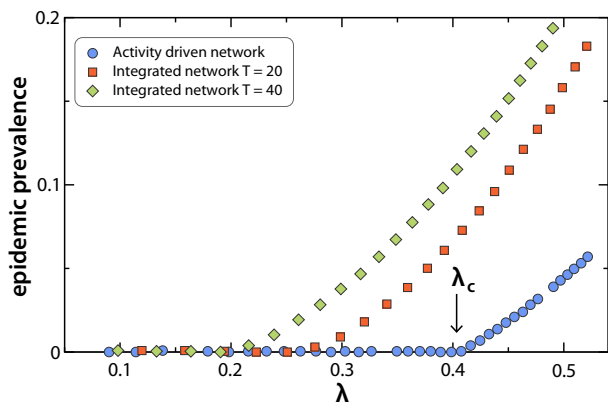 0.2
Activity driven network
Integrated network T = 20
Integrated network T = 40
0.1
epidemic prevalence
λc
0
0.1 0.2 0.3 0.4 0.5
λ